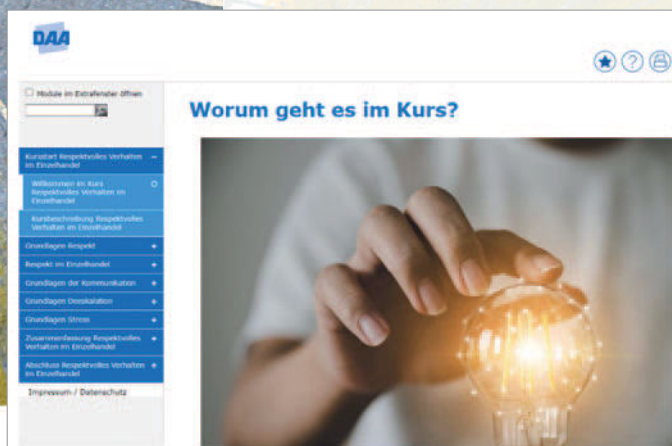 DAA
Module im Extrafenster öffnen
Worum geht es im Kurs?
Kursstart Respektvolles Verhalten
im Einzelhandel
Willkommen im Kurs
Respektvolles Verhalten im
Einzelhandel
Kursbeschreibung Respektvolles
Verhalten im Einzelhandel
Grundlagen Respekt
Respekt im Einzelhandel
Grundlagen der Kommunikation
Grundlagen Deeskalation
Grundlagen Stress
Zusammenfassung Respektvolles
Verhalten im Einzelhandel
Abschluss Respektvolles Verhalten
im Einzelhandel
Impressum / Datenschutz